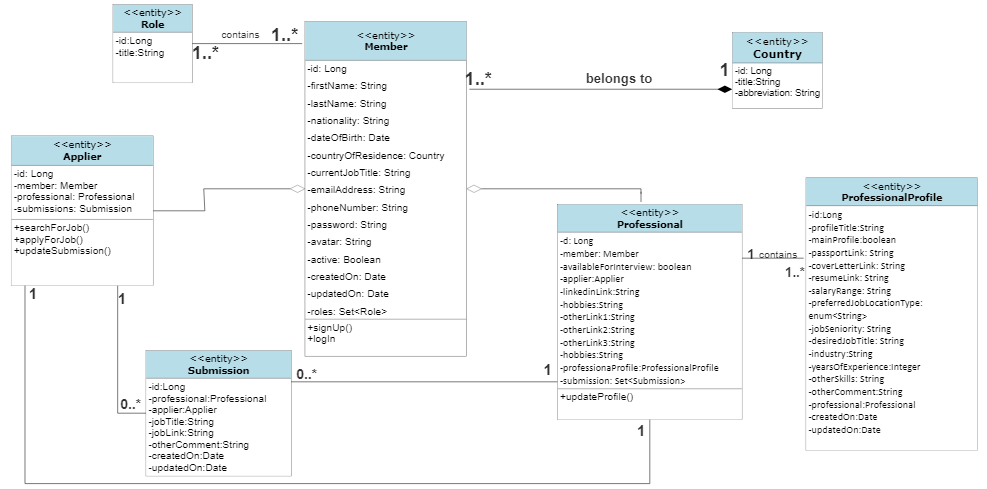 <<entity>>
Role
-id:Long
-title:String
contains
1..*
1..*
<<entity>>
Member
-id: Long
-firstName: String
-lastName: String
-nationality: String
-dateOfBirth: Date
-countryOfResidence: Country
-currentJobTitle: String
-emailAddress: String
-phoneNumber: String
-password: String
-avatar: String
-active: Boolean
-createdOn: Date
-updatedOn: Date
-roles: Set<Role>
+signUp()
+logIn
1..*
belongs to
1
<<entity>>
Country
-id: Long
-title:String
-abbreviation: String
<<entity>>
Applier
-id: Long
-member: Member
-professional: Professional
-submissions: Submission
+searchForJob()
+applyForJob()
+updateSubmission()
1
1
0..*
<<entity>>
Submission
-id:Long
-professional:Professional
-applier:Applier
-jobTitle:String
-jobLink:String
-otherComment:String
-createdOn:Date
-updatedOn:Date
0..*
1
<<entity>>
Professional
-d: Long
-member: Member
-availableForInterview: boolean
-applier:Applier
-linkedinLink:String
-hobbies:String
-otherLink1:String
-otherLink2:String
-otherLink3:String
-hobbies:String
-professionaProfile:ProfessionalProfile
-submission: Set<Submission>
+updateProfile()
1
1 contains
1..*
<<entity>>
ProfessionalProfile
-id:Long
-profileTitle:String
-mainProfile:boolean
-passportLink: String
-coverLetterLink: String
-resumeLink: String
-salaryRange: String
-preferredJobLocationType:
enum<String>
-jobSeniority: String
-desiredJobTitle: String
-industry:String
-yearsOfExperience:Integer
-otherSkills: String
-otherComment:String
-professional:Professional
-createdOn:Date
-updatedOn:Date